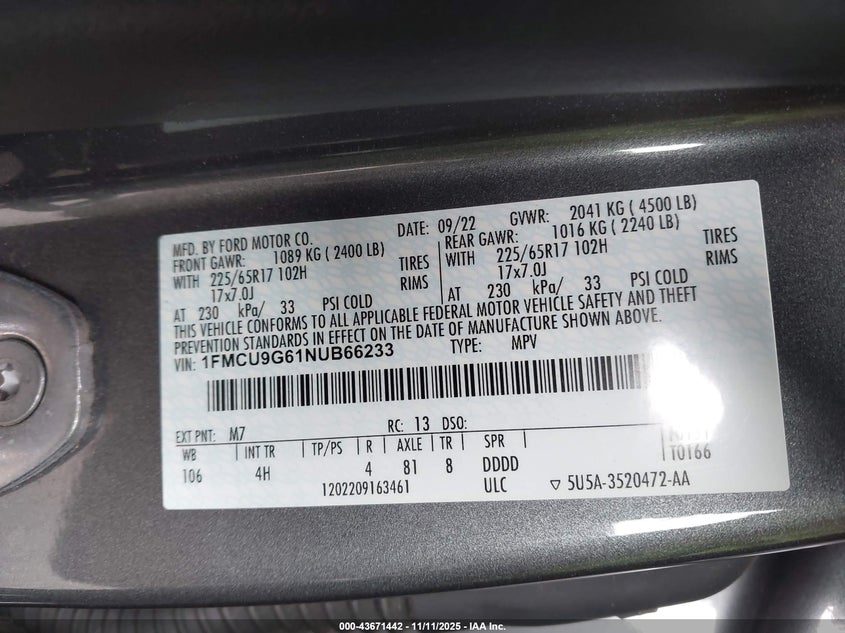 MFD. BY FORD MOTOR CO. DATE: 09/22 GVWR: 2041 KG ( 4500 LB)
FRONT GAWR: 1089 KG ( 2400 LB) REAR GAWR: 1016 KG ( 2240 LB)
WITH 225/65R17 102H TIRES WITH 225/65R17 102H TIRES
17x7.0J RIMS 17x7.0J RIMS
AT 230 kPa/ 33 PSI COLD AT 230 kPa/ 33 PSI COLD
THIS VEHICLE CONFORMS TO ALL APPLICABLE FEDERAL MOTOR VEHICLE SAFETY AND THEFT
PREVENTION STANDARDS IN EFFECT ON THE DATE OF MANUFACTURE SHOWN ABOVE.
VIN: 1FMCU9G61NUB66233 TYPE: MPV
EXT PNT: M7 RC: 13 DSO:
WB INT TR TP/PS R AXLE TR SPR T0166
106 4H 4 81 8 DDDD
1202209163461 ULC ▽ 5U5A-3520472-AA
000-43671442 - 11/11/2025 - IAA Inc.